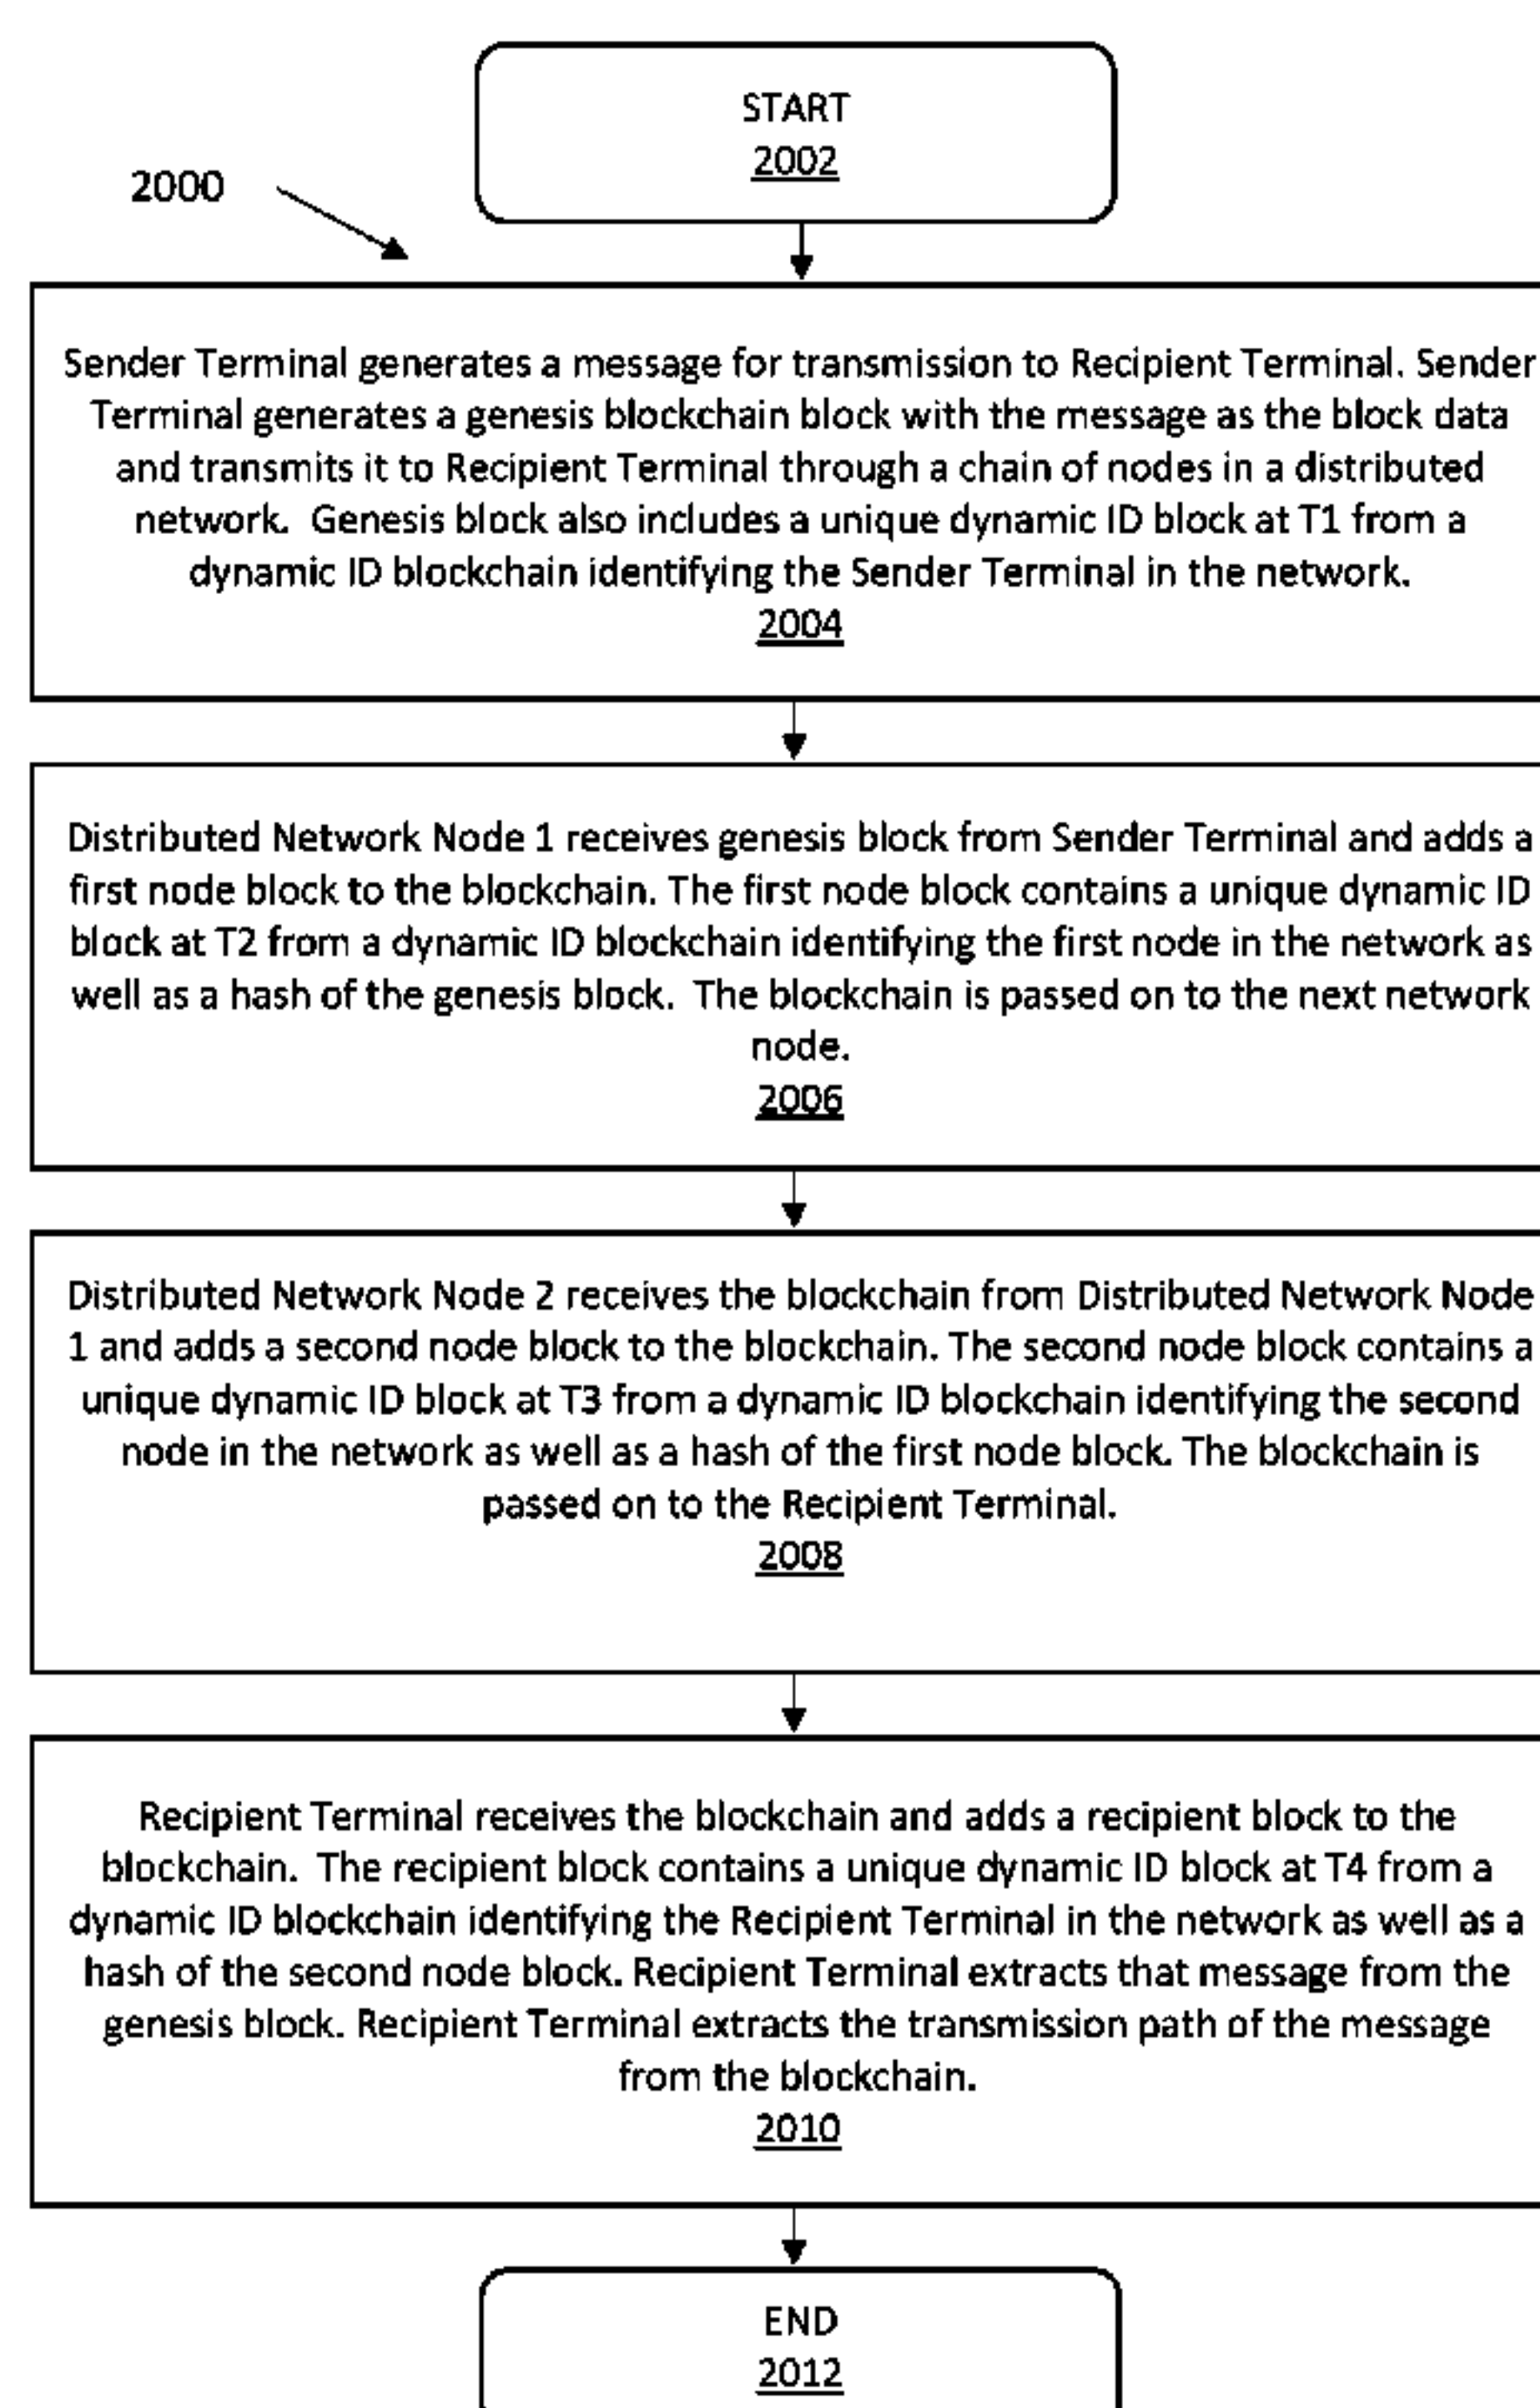 START
2002
2000
Sender Terminal generates a message for transmission to Recipient Terminal. Sender
Terminal generates a genesis blockchain block with the message as the block data
and transmits it to Recipient Terminal through a chain of nodes in a distributed
network. Genesis block also includes a unique dynamic ID block at T1 from a
dynamic ID blockchain identifying the Sender Terminal in the network.
2004
Distributed Network Node 1 receives genesis block from Sender Terminal and adds a
first node block to the blockchain. The first node block contains a unique dynamic ID
block at T2 from a dynamic ID blockchain identifying the first node in the network as
well as a hash of the genesis block. The blockchain is passed on to the next network
node.
2006
Distributed Network Node 2 receives the blockchain from Distributed Network Node
1 and adds a second node block to the blockchain. The second node block contains a
unique dynamic ID block at T3 from a dynamic ID blockchain identifying the second
node in the network as well as a hash of the first node block. The blockchain is
passed on to the Recipient Terminal.
2008
Recipient Terminal receives the blockchain and adds a recipient block to the
blockchain. The recipient block contains a unique dynamic ID block at T4 from a
dynamic ID blockchain identifying the Recipient Terminal in the network as well as a
hash of the second node block. Recipient Terminal extracts that message from the
genesis block. Recipient Terminal extracts the transmission path of the message
from the blockchain.
2010
END
2012